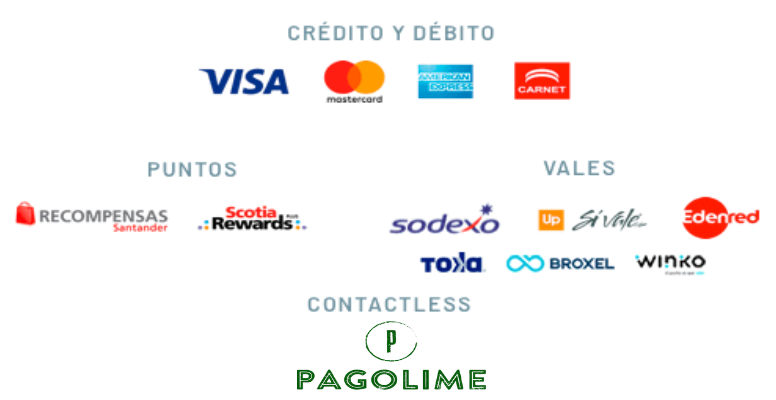 CRÉDITO Y DÉBITO
VISA
mastercard
AMERICAN EXPRESS
CARNET
PUNTOS
RECOMPENSAS
Santander
Scotia
Rewards PLUS
VALES
sodexo
Up Sí Vale
Edenred
TOKA
BROXEL
WINKO
CONTACTLESS
P
PAGOLIME